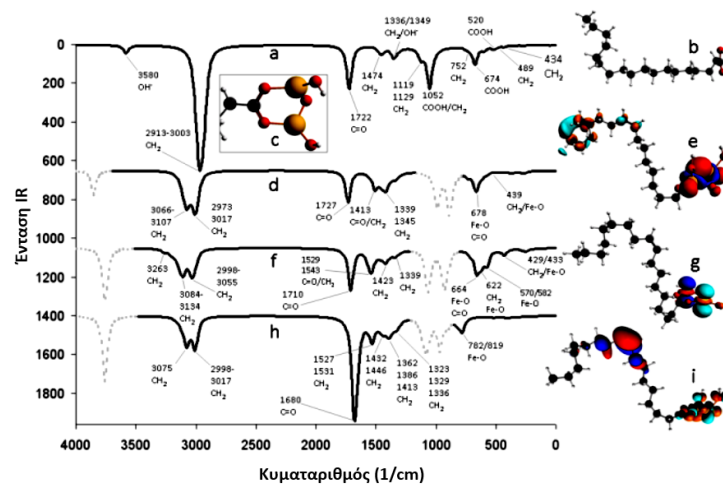 Ένταση IR
0
200
400
600
800
1000
1200
1400
1600
1800
4000
3000
2000
1500
1000
500
0
Κυματαριθμός (1/cm)
a
3580
OH⁻
2913-3003
CH₂
1722
C=O
1474
CH₂
1336/1349
CH₂/OH⁻
1119
1129
CH₂
1052
COOH/CH₂
752
CH₂
674
COOH
520
COOH
489
CH₂
434
CH₂
b
c
d
3066-
3107
CH₂
2973
3017
CH₂
1727
C=O
1413
C=O/CH₂
1339
1345
CH₂
678
Fe-O
C=O
439
CH₂/Fe-O
e
f
3263
CH₂
3084-
3134
CH₂
2998-
3055
CH₂
1710
C=O
1529
1543
C=O/CH₂
1423
CH₂
1339
CH₂
664
Fe-O
C=O
622
CH₂
Fe-O
570/582
Fe-O
429/433
CH₂/Fe-O
g
h
3075
CH₂
2998-
3017
CH₂
1680
C=O
1527
1531
CH₂
1432
1446
CH₂
1362
1386
1413
CH₂
1323
1329
1336
CH₂
782/819
Fe-O
i